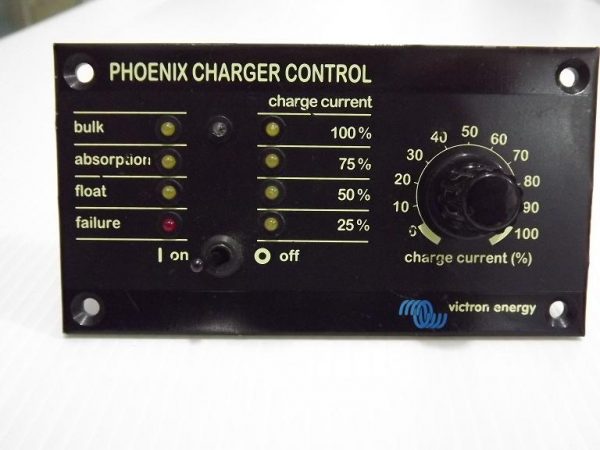 PHOENIX CHARGER CONTROL
charge current
bulk 100%
absorption 75%
float 50%
failure 25%
I on O off
0 10 20 30 40 50 60 70 80 90 100
charge current (%)
victron energy